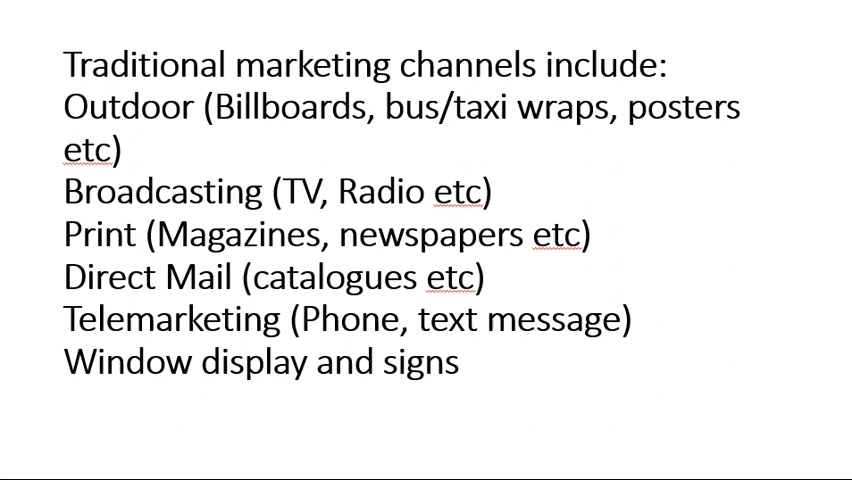 Traditional marketing channels include:
Outdoor (Billboards, bus/taxi wraps, posters
etc)
Broadcasting (TV, Radio etc)
Print (Magazines, newspapers etc)
Direct Mail (catalogues etc)
Telemarketing (Phone, text message)
Window display and signs